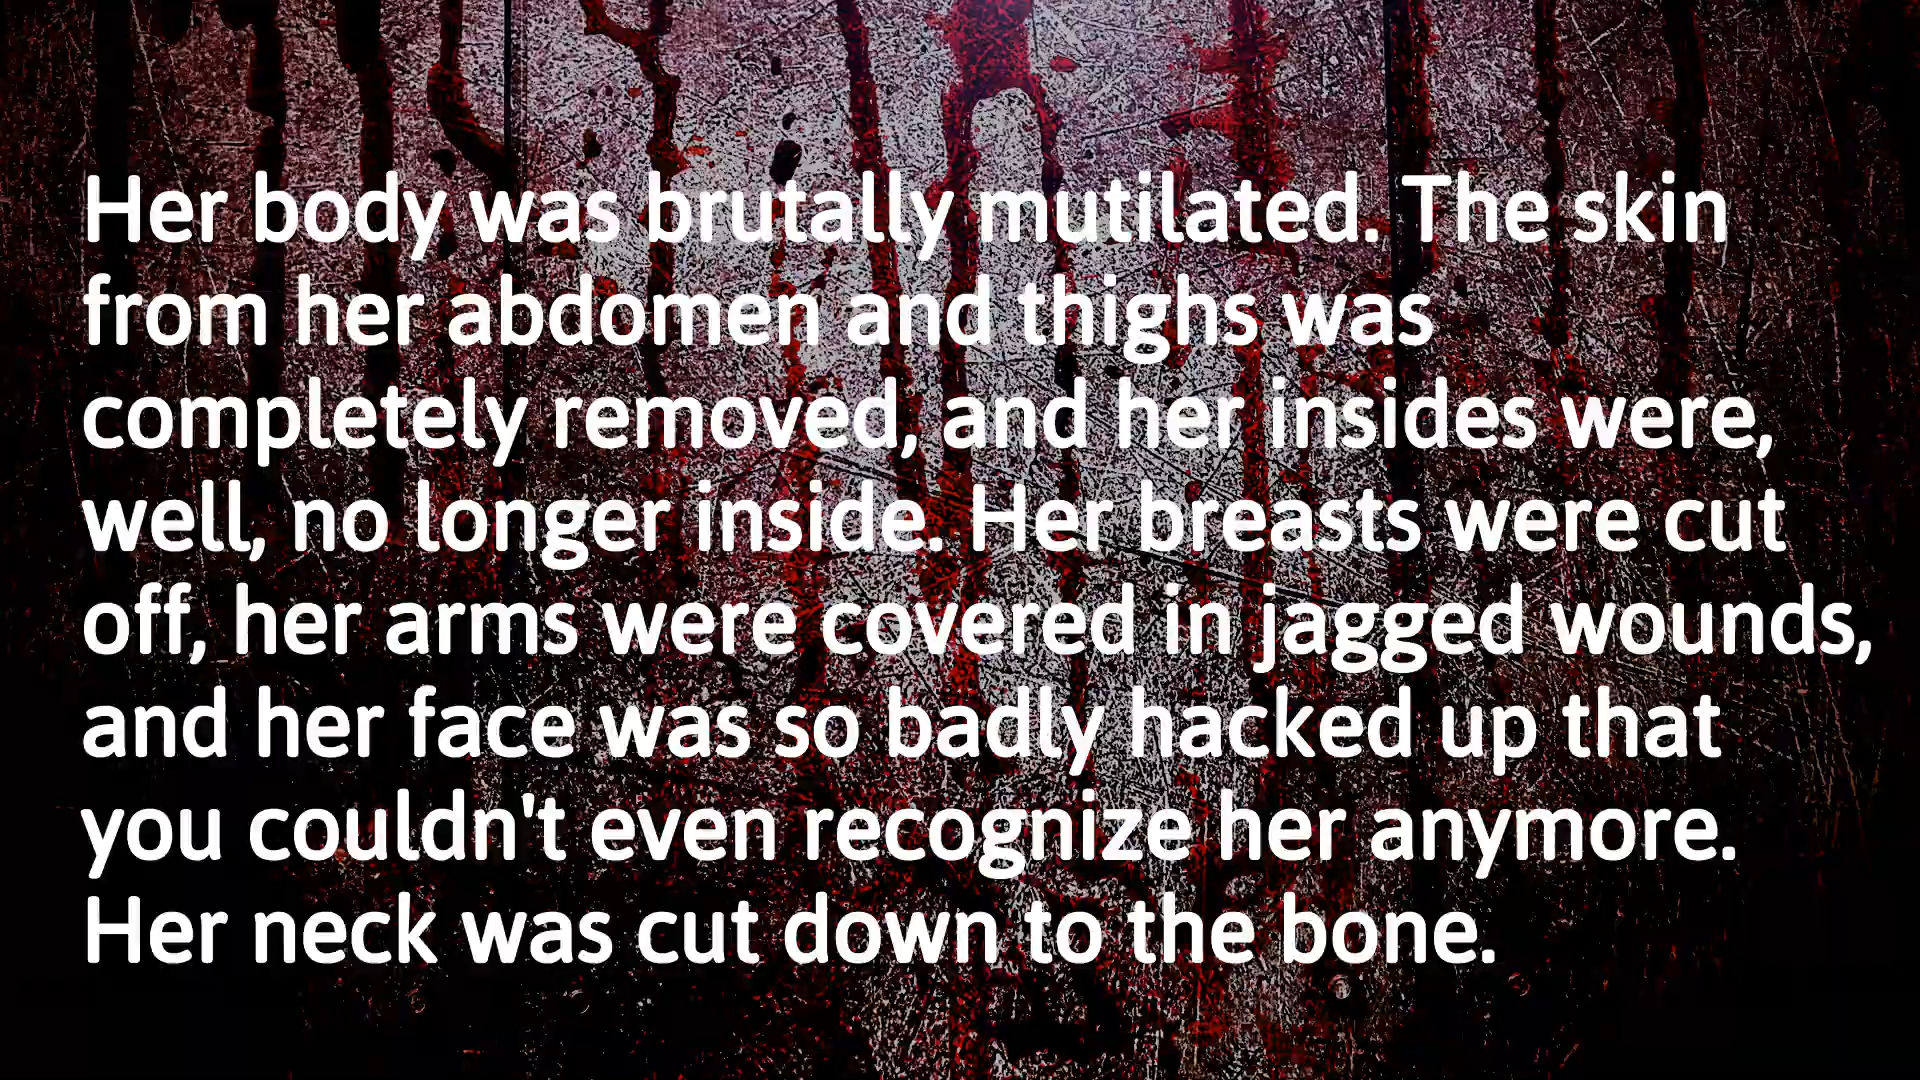 Her body was brutally mutilated. The skin
from her abdomen and thighs was
completely removed, and her insides were,
well, no longer inside. Her breasts were cut
off, her arms were covered in jagged wounds,
and her face was so badly hacked up that
you couldn't even recognize her anymore.
Her neck was cut down to the bone.